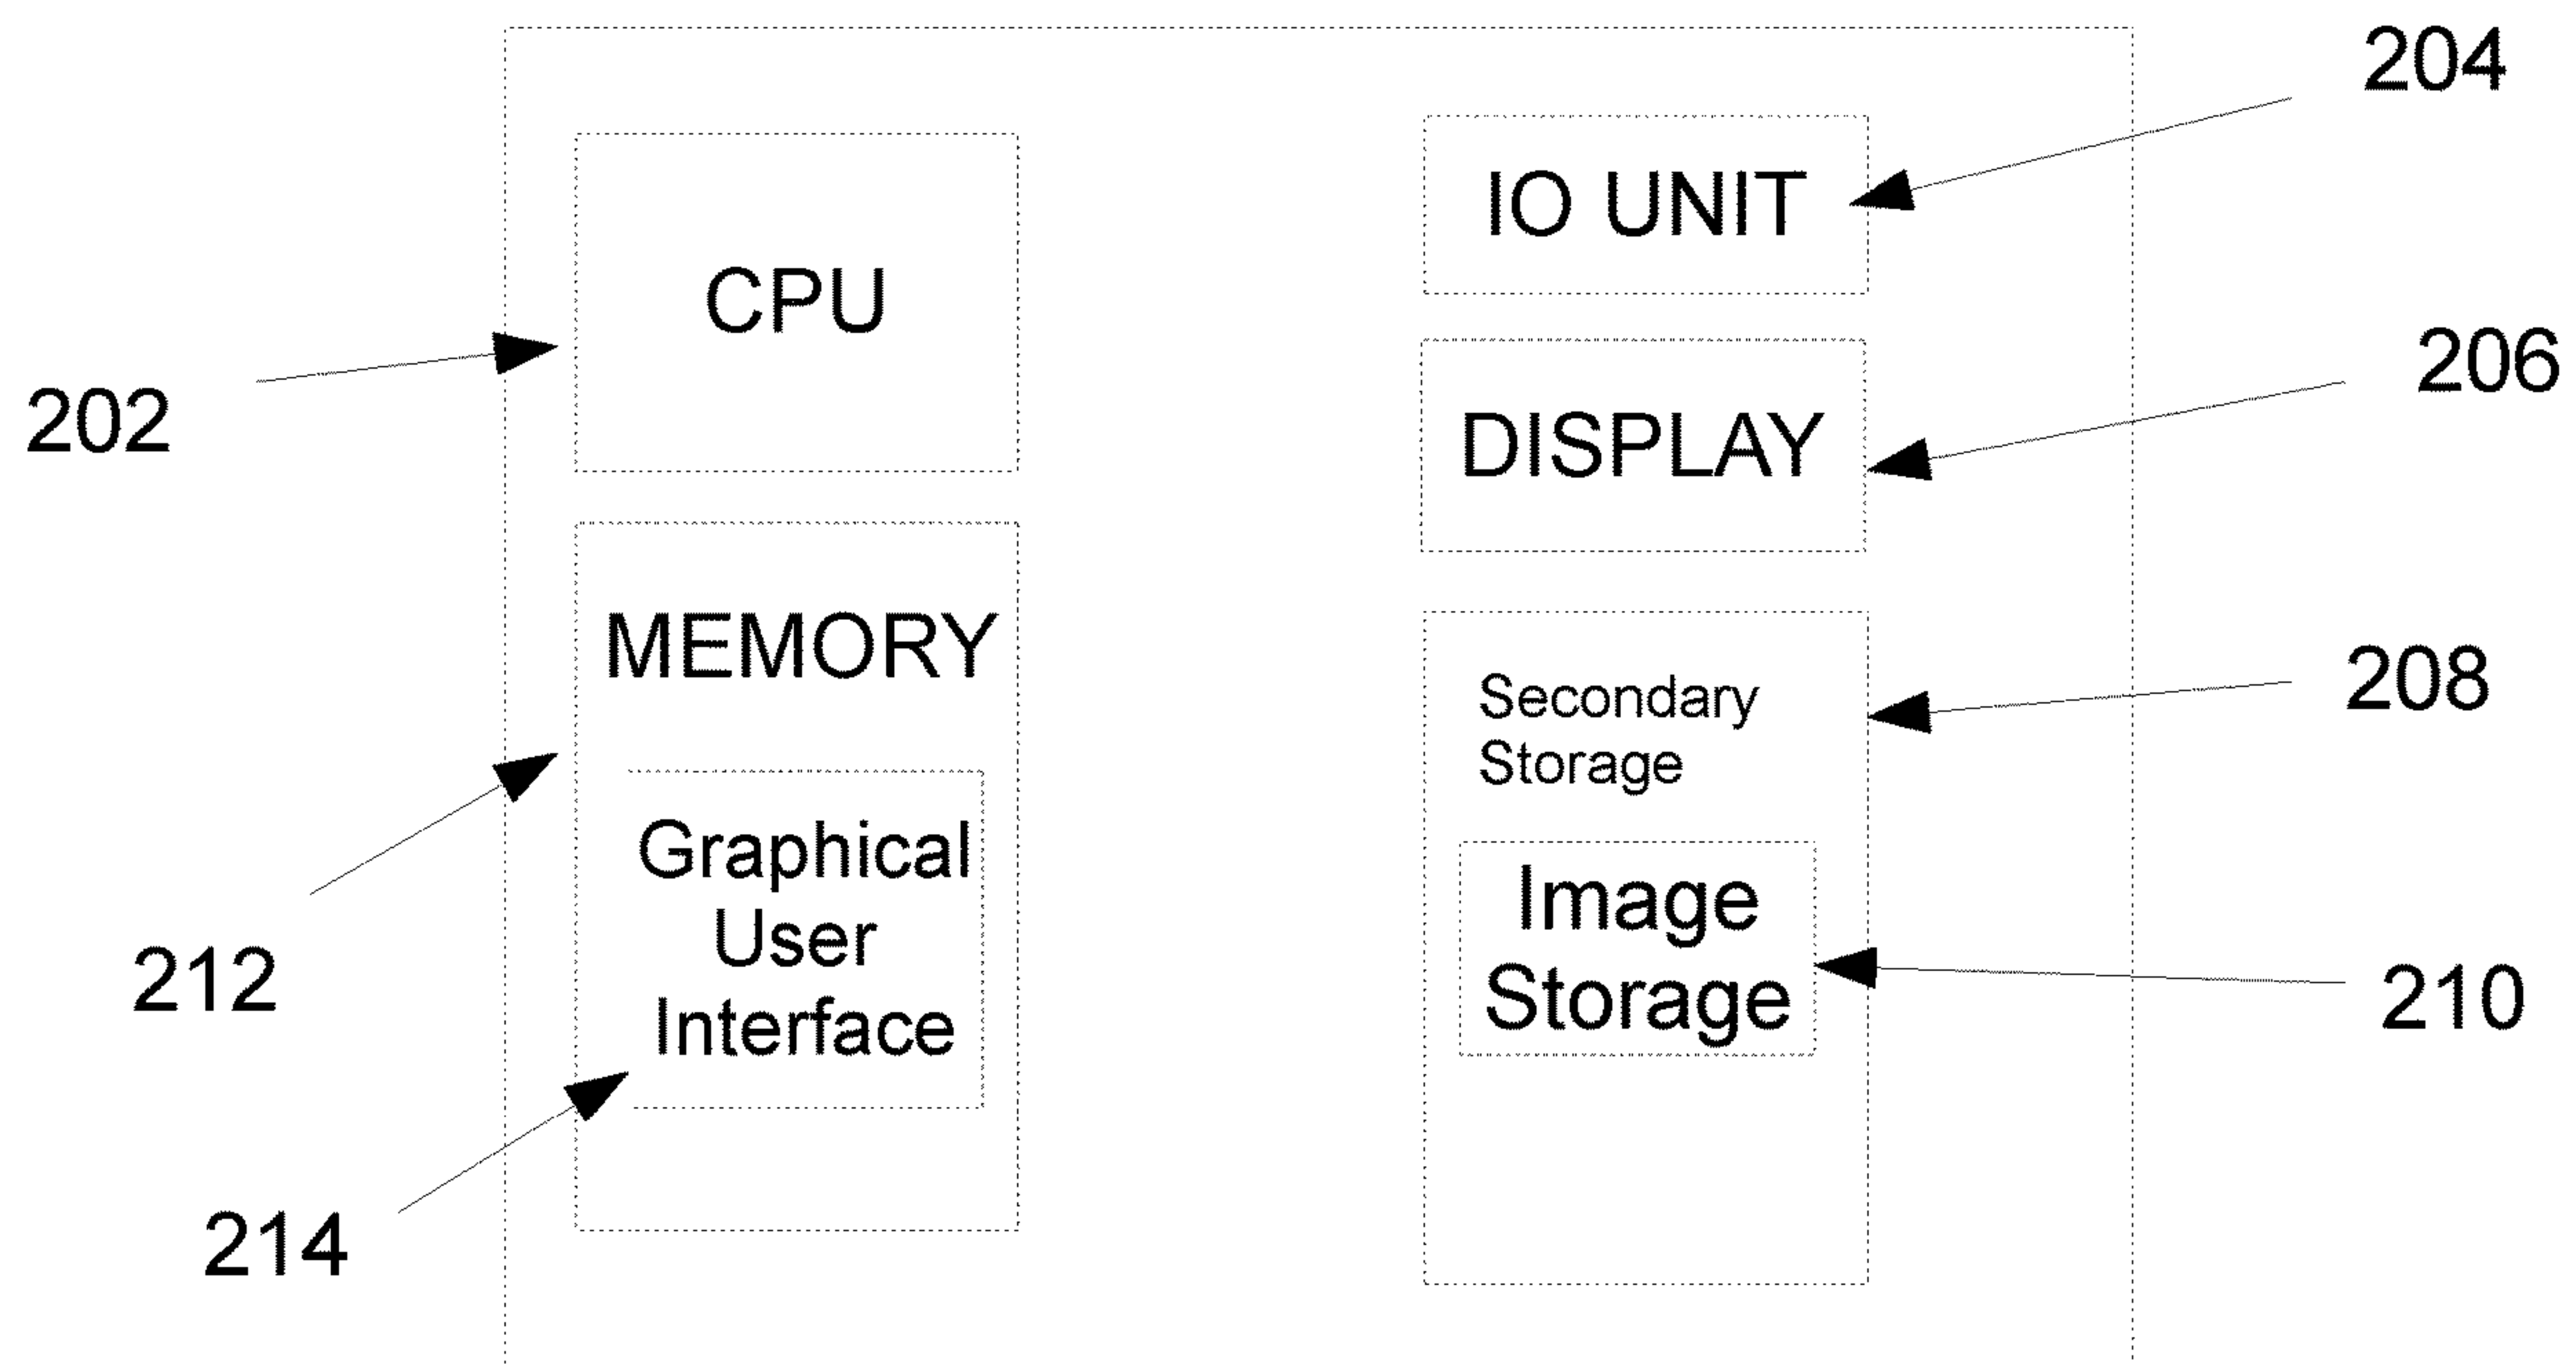 204
IO UNIT
CPU
206
202
DISPLAY
MEMORY
208
Secondary
Storage
Graphical
User
Interface
Image
Storage
212
210
214